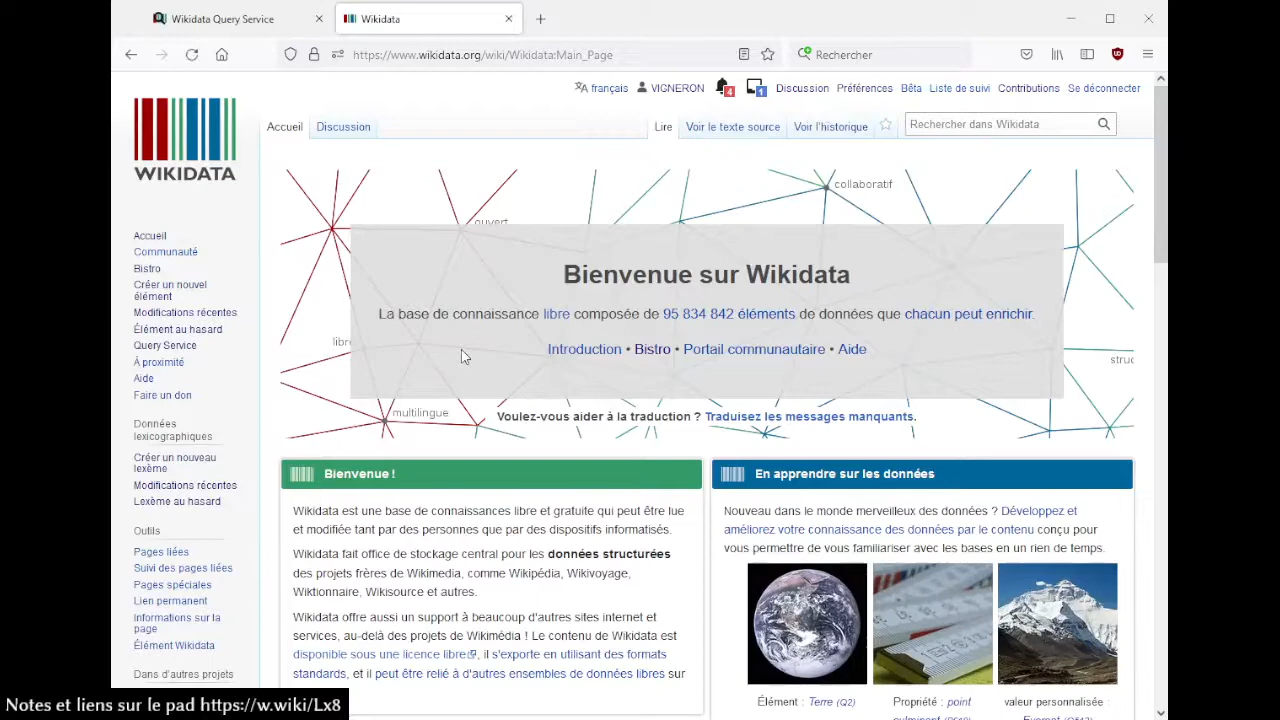 Wikidata Query Service
Wikidata
https://www.wikidata.org/wiki/Wikidata:Main_Page
Rechercher
français
VIGNERON
4
1
Discussion
Préférences
Bêta
Liste de suivi
Contributions
Se déconnecter
WIKIDATA
Accueil
Discussion
Lire
Voir le texte source
Voir l'historique
Rechercher dans Wikidata
Accueil
Communauté
Bistro
Créer un nouvel
élément
Modifications récentes
Élément au hasard
Query Service
À proximité
Aide
Faire un don
Données
lexicographiques
Créer un nouveau
lexème
Modifications récentes
Lexème au hasard
Outils
Pages liées
Suivi des pages liées
Pages spéciales
Lien permanent
Informations sur la
page
Élément Wikidata
Dans d'autres projets
collaboratif
ouvert
Bienvenue sur Wikidata
La base de connaissance libre composée de 95 834 842 éléments de données que chacun peut enrichir.
Introduction • Bistro • Portail communautaire • Aide
multilingue
Voulez-vous aider à la traduction ? Traduisez les messages manquants.
Bienvenue !
Wikidata est une base de connaissances libre et gratuite qui peut être lue
et modifiée tant par des personnes que par des dispositifs informatisés.
Wikidata fait office de stockage central pour les données structurées
des projets frères de Wikimedia, comme Wikipédia, Wikivoyage,
Wiktionnaire, Wikisource et autres.
Wikidata offre aussi un support à beaucoup d'autres sites internet et
services, au-delà des projets de Wikimédia ! Le contenu de Wikidata est
disponible sous une licence libre, il s'exporte en utilisant des formats
standards, et il peut être relié à d'autres ensembles de données libres sur
En apprendre sur les données
Nouveau dans le monde merveilleux des données ? Développez et
améliorez votre connaissance des données par le contenu conçu pour
vous permettre de vous familiariser avec les bases en un rien de temps.
Élément : Terre (Q2)
Propriété : point
valeur personnalisée :
Notes et liens sur le pad https://w.wiki/Lx8